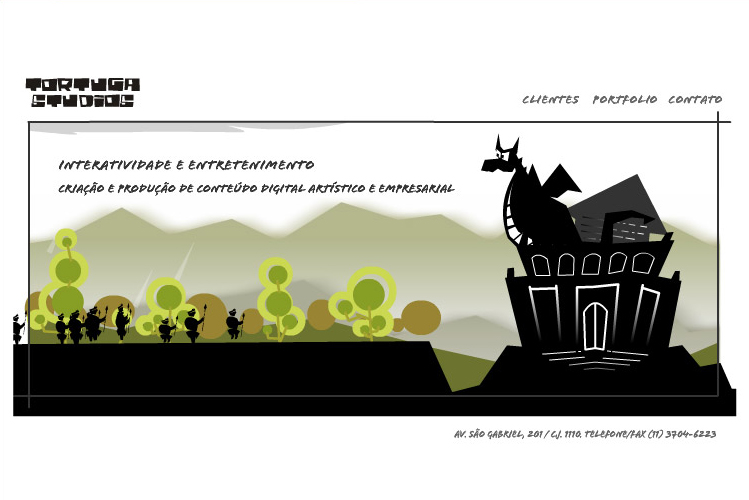 TORTUGA
STUDIOS
CLIENTES PORTFOLIO CONTATO
INTERATIVIDADE E ENTRETENIMENTO
CRIAÇÃO E PRODUÇÃO DE CONTEÚDO DIGITAL ARTÍSTICO E EMPRESARIAL
AV. SÃO GABRIEL, 201 / CJ. 1110. TELEFONE/FAX (11) 3704-6223